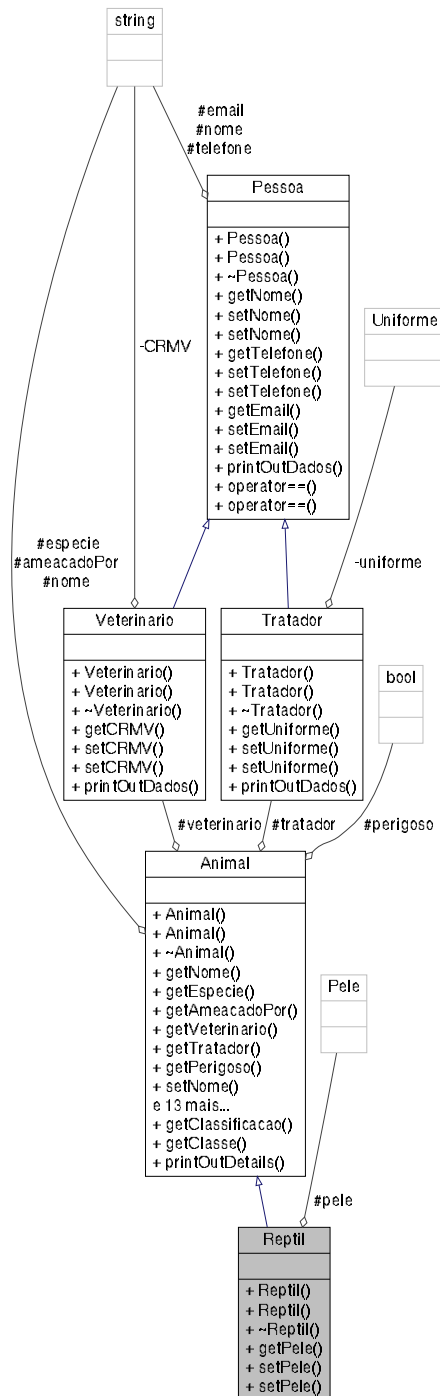 string
#email
#nome
#telefone
Pessoa
+ Pessoa()
+ Pessoa()
+ ~Pessoa()
+ getNome()
+ setNome()
+ setNome()
+ getTelefone()
+ setTelefone()
+ setTelefone()
+ getEmail()
+ setEmail()
+ setEmail()
+ printOutDados()
+ operator==()
+ operator==()
Uniforme
-CRMV
#especie
#ameacadoPor
#nome
-uniforme
Veterinario
+ Veterinario()
+ Veterinario()
+ ~Veterinario()
+ getCRMV()
+ setCRMV()
+ setCRMV()
+ printOutDados()
Tratador
+ Tratador()
+ Tratador()
+ ~Tratador()
+ getUniforme()
+ setUniforme()
+ setUniforme()
+ printOutDados()
bool
#veterinario
#tratador
#perigoso
Animal
+ Animal()
+ Animal()
+ ~Animal()
+ getNome()
+ getEspecie()
+ getAmeacadoPor()
+ getVeterinario()
+ getTratador()
+ getPerigoso()
+ setNome()
e 13 mais...
+ getClassificacao()
+ getClasse()
+ printOutDetails()
Pele
#pele
Reptil
+ Reptil()
+ Reptil()
+ ~Reptil()
+ getPele()
+ setPele()
+ setPele()